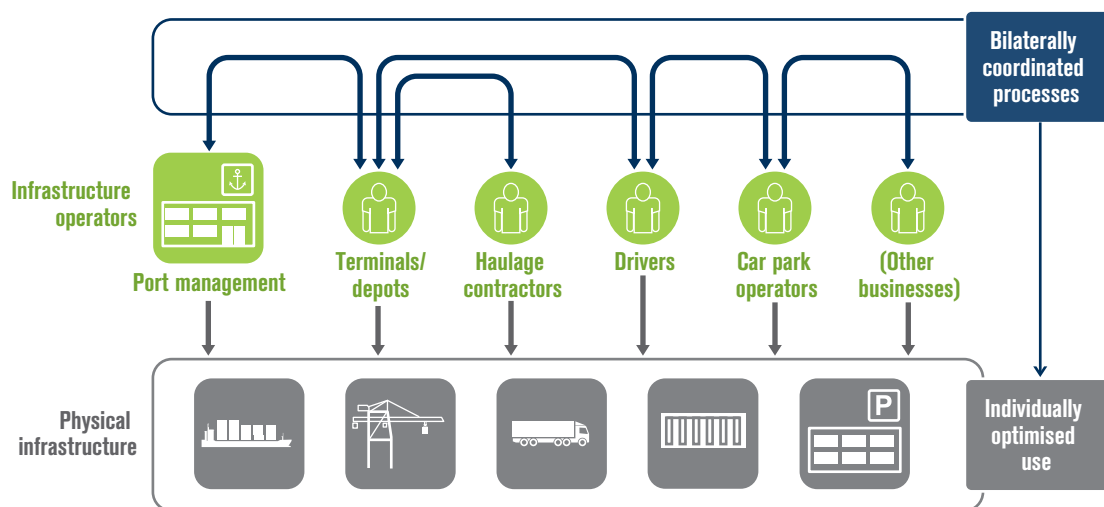 Bilaterally
coordinated
processes
Infrastructure
operators
Port management
Terminals/
depots
Haulage
contractors
Drivers
Car park
operators
(Other
businesses)
Physical
infrastructure
P
Individually
optimised
use